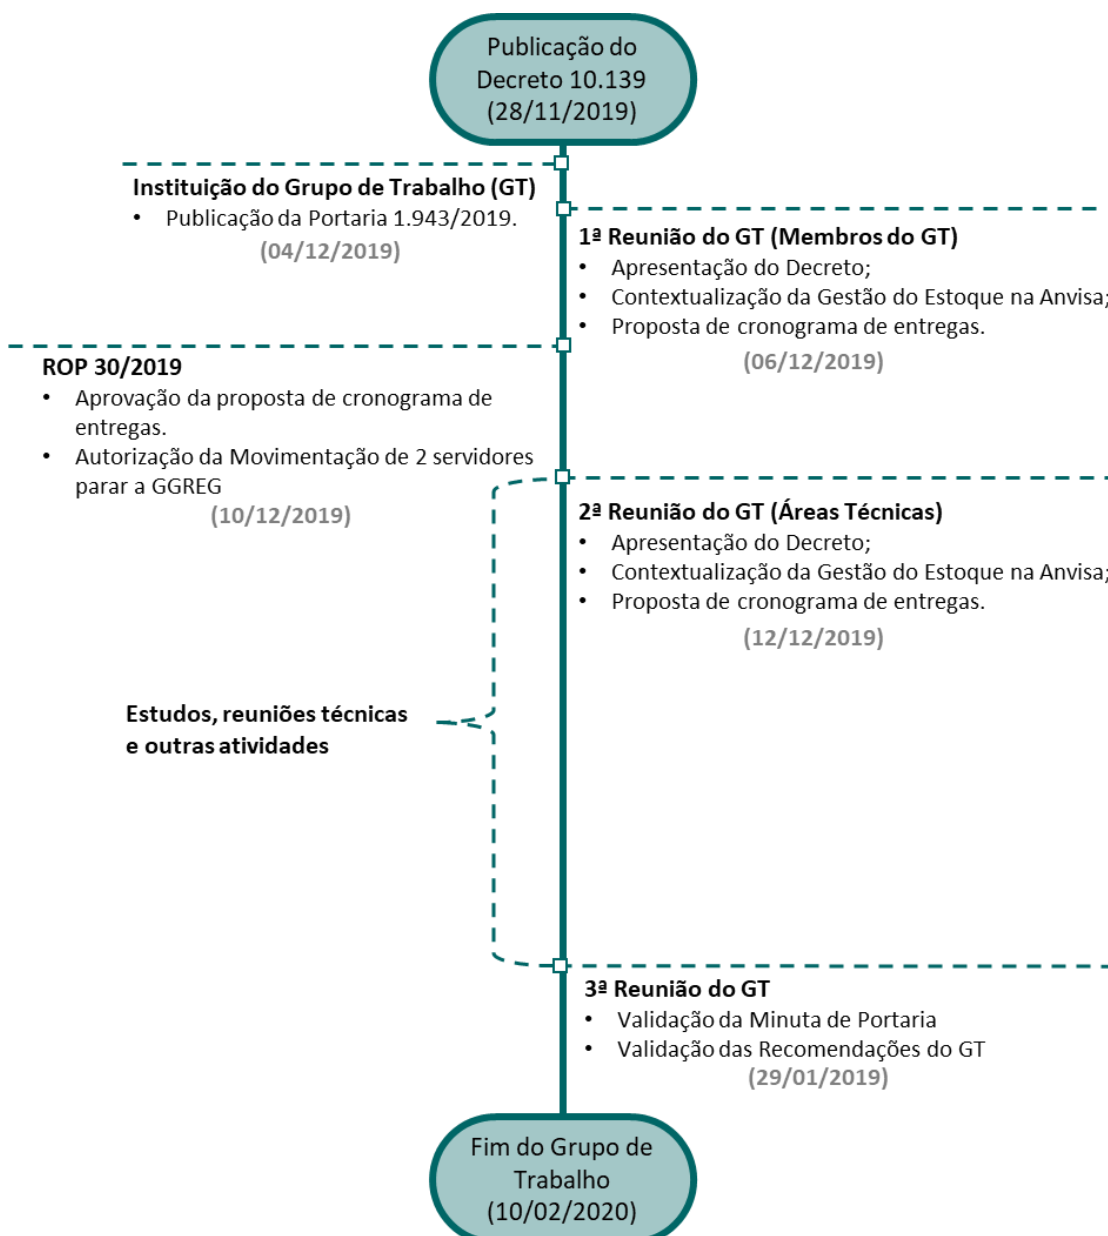 Publicação do
Decreto 10.139
(28/11/2019)
Instituição do Grupo de Trabalho (GT)
• Publicação da Portaria 1.943/2019.
(04/12/2019)
1ª Reunião do GT (Membros do GT)
• Apresentação do Decreto;
• Contextualização da Gestão do Estoque na Anvisa;
• Proposta de cronograma de entregas.
(06/12/2019)
ROP 30/2019
• Aprovação da proposta de cronograma de
entregas.
• Autorização da Movimentação de 2 servidores
parar a GGREG
(10/12/2019)
2ª Reunião do GT (Áreas Técnicas)
• Apresentação do Decreto;
• Contextualização da Gestão do Estoque na Anvisa;
• Proposta de cronograma de entregas.
(12/12/2019)
Estudos, reuniões técnicas
e outras atividades
3ª Reunião do GT
• Validação da Minuta de Portaria
• Validação das Recomendações do GT
(29/01/2019)
Fim do Grupo de
Trabalho
(10/02/2020)